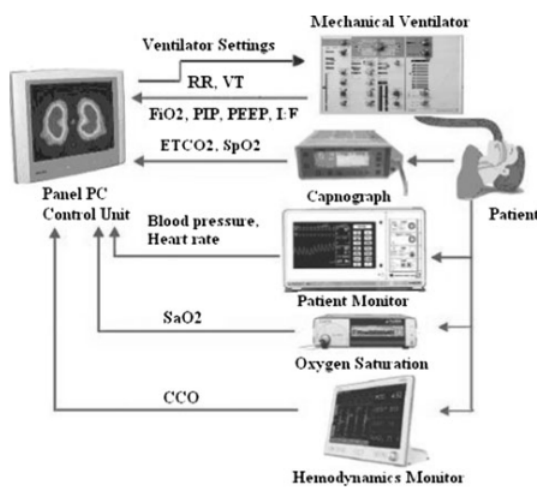 Mechanical Ventilator
Ventilator Settings
RR, VT
FiO2, PIP, PEEP, I:E
ETCO2, SpO2
Panel PC
Control Unit
Capnograph
Patient
Blood pressure,
Heart rate
Patient Monitor
SaO2
Oxygen Saturation
CCO
Hemodynamics Monitor